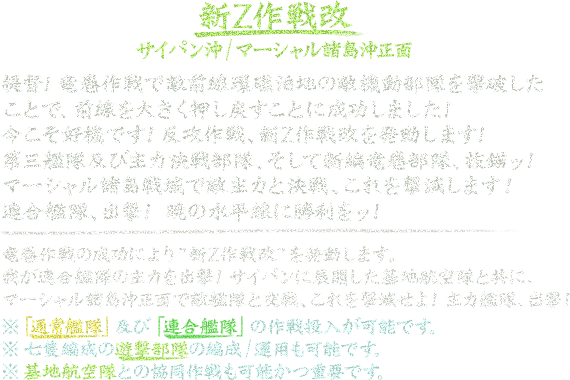 新Z作戦改
サイパン沖/マーシャル諸島沖正面
提督! 竜巻作戦で敵前線環礁泊地の敵機動部隊を撃破した
ことで、前線を大きく押し戻すことに成功しました!
今こそ好機です! 反攻作戦、新Z作戦改を発動します!
第三艦隊及び主力決戦部隊、そして新編竜巻部隊、抜錨ッ!
マーシャル諸島戦域で敵主力と決戦、これを撃滅します!
連合艦隊、出撃! 暁の水平線に勝利をッ!
竜巻作戦の成功により"新Z作戦改"を発動します。
我が連合艦隊の主力を出撃! サイパンに展開した基地航空隊と共に、
マーシャル諸島沖正面で敵艦隊と交戦、これを撃滅せよ! 主力艦隊、出撃!
※「通常艦隊」及び「連合艦隊」の作戦投入が可能です。
※ 七隻編成の遊撃部隊の編成/運用も可能です。
※ 基地航空隊との協同作戦も可能かつ重要です。